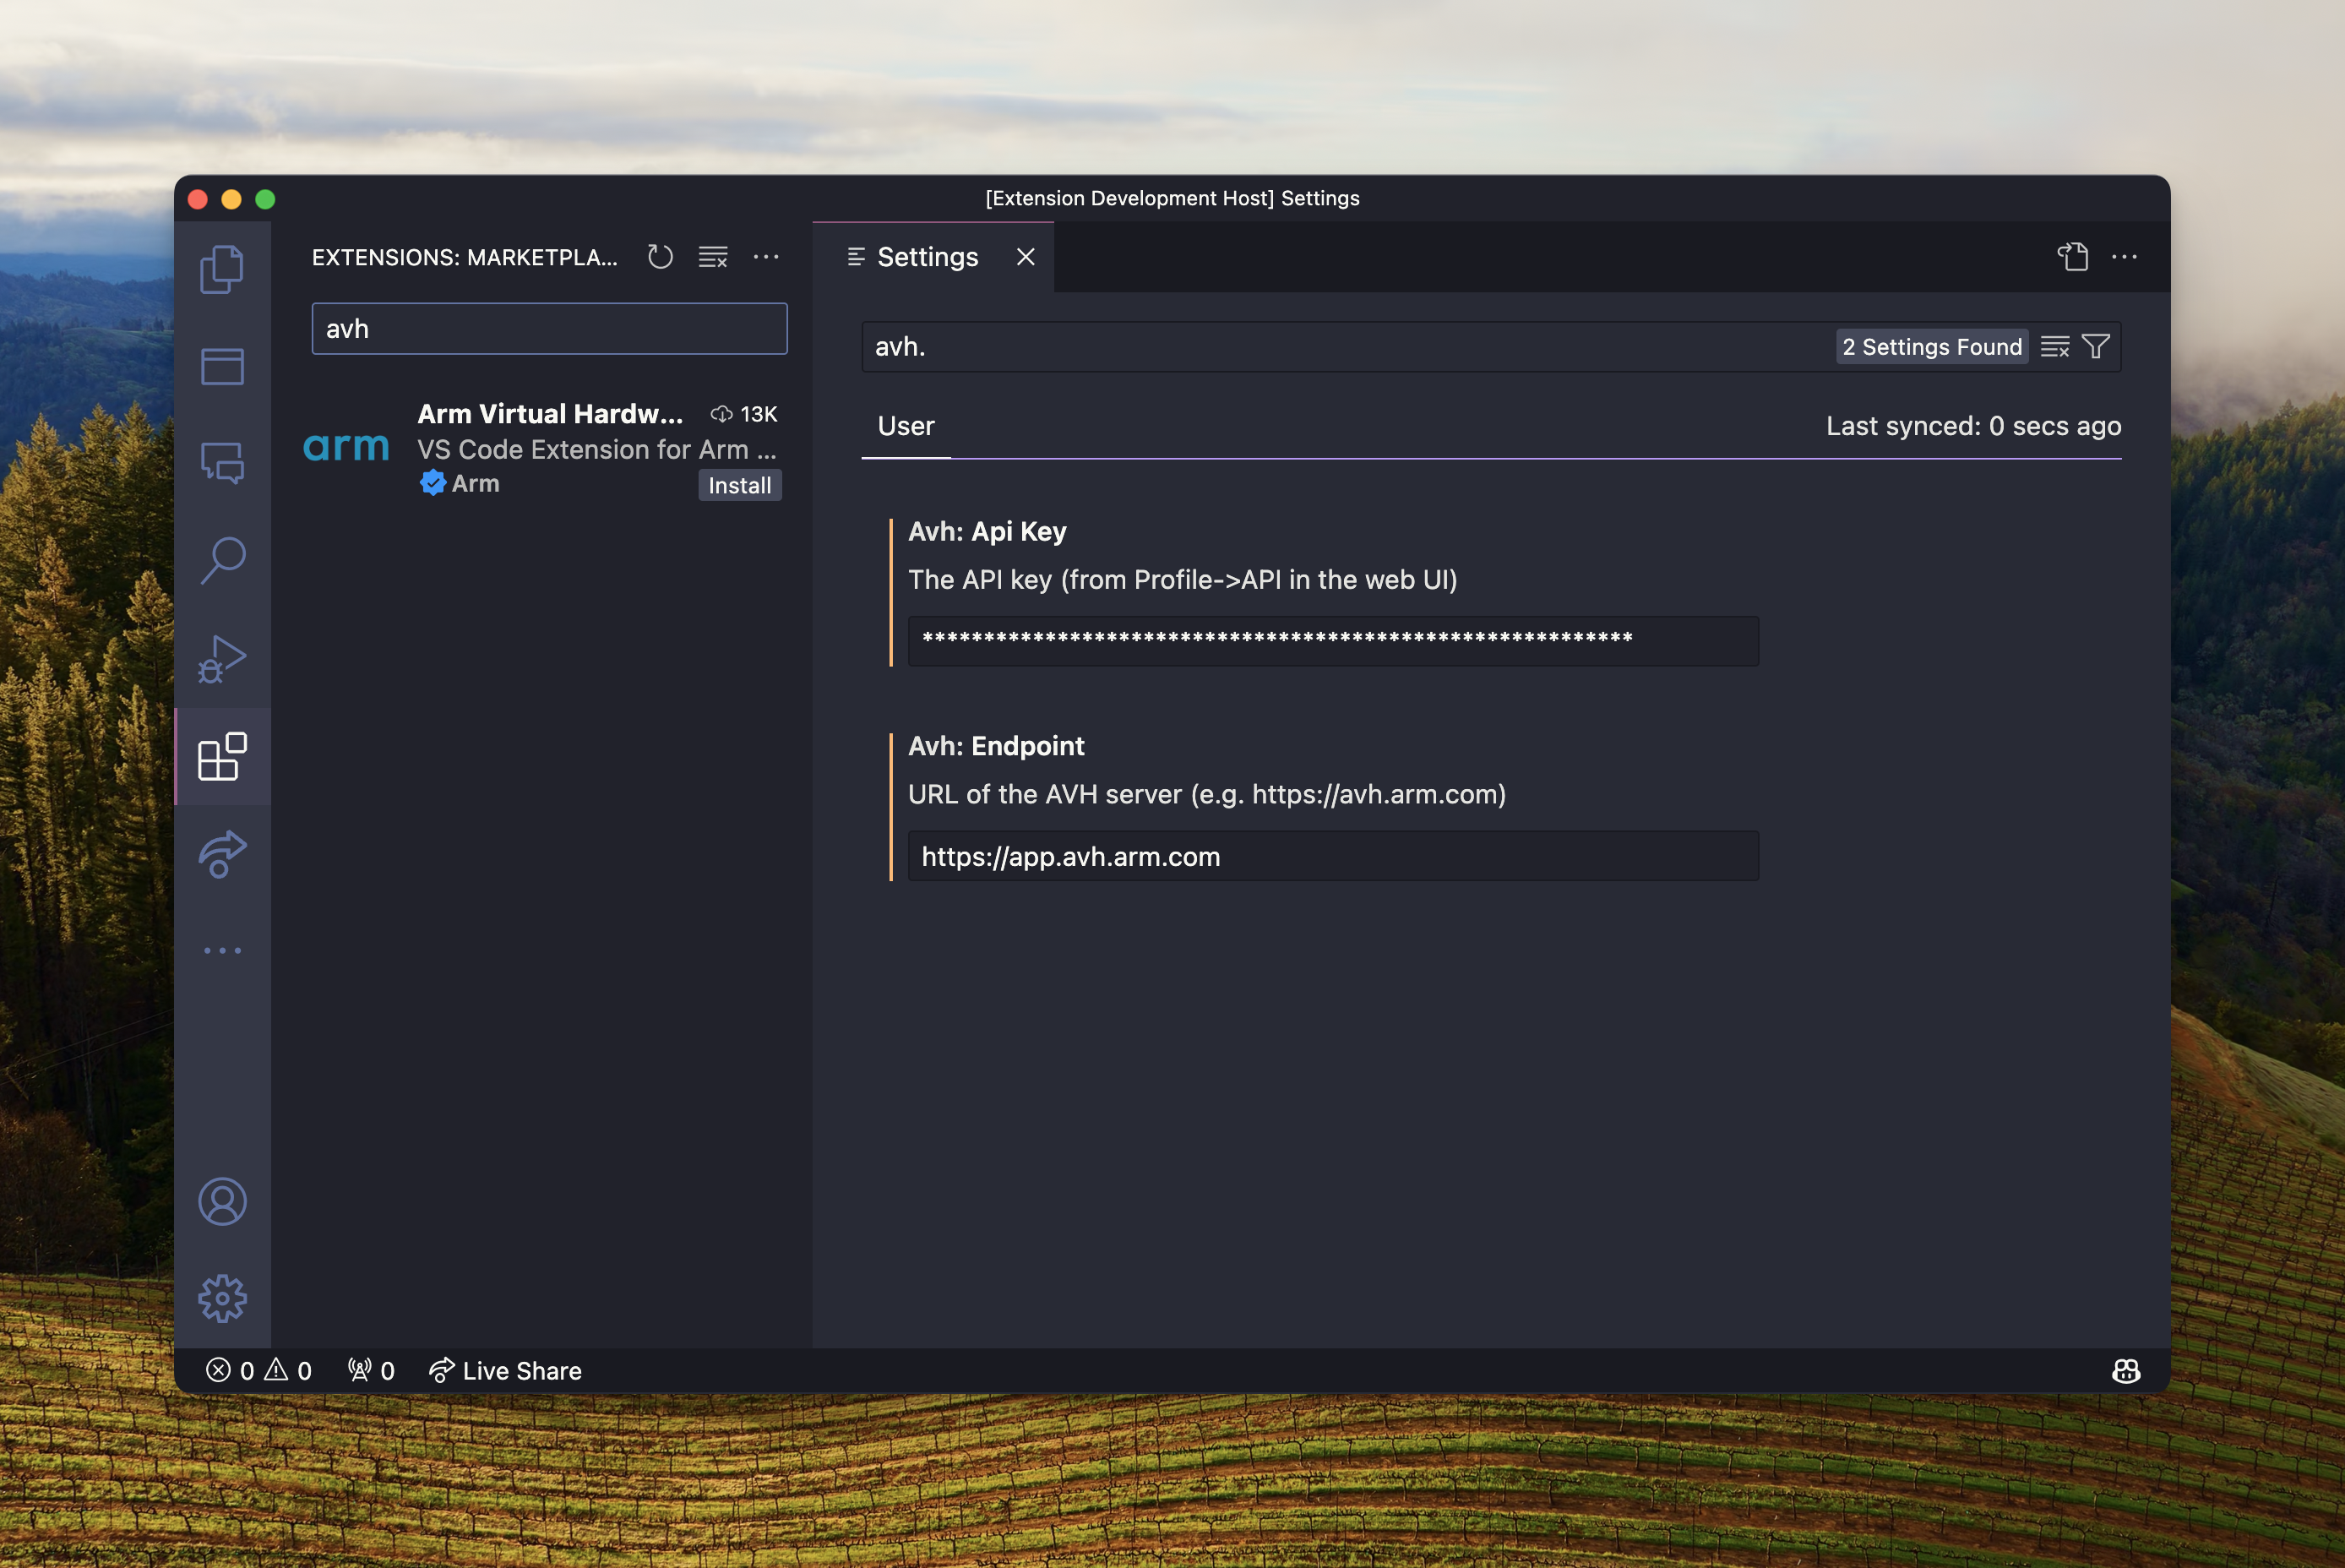 [Extension Development Host] Settings
EXTENSIONS: MARKETPLA...
avh
arm
Arm Virtual Hardw... 13K
VS Code Extension for Arm ...
Arm
Install
Settings
avh.
2 Settings Found
User
Last synced: 0 secs ago
Avh: Api Key
The API key (from Profile->API in the web UI)
**********************************************************
Avh: Endpoint
URL of the AVH server (e.g. https://avh.arm.com)
https://app.avh.arm.com
0 0 0 Live Share